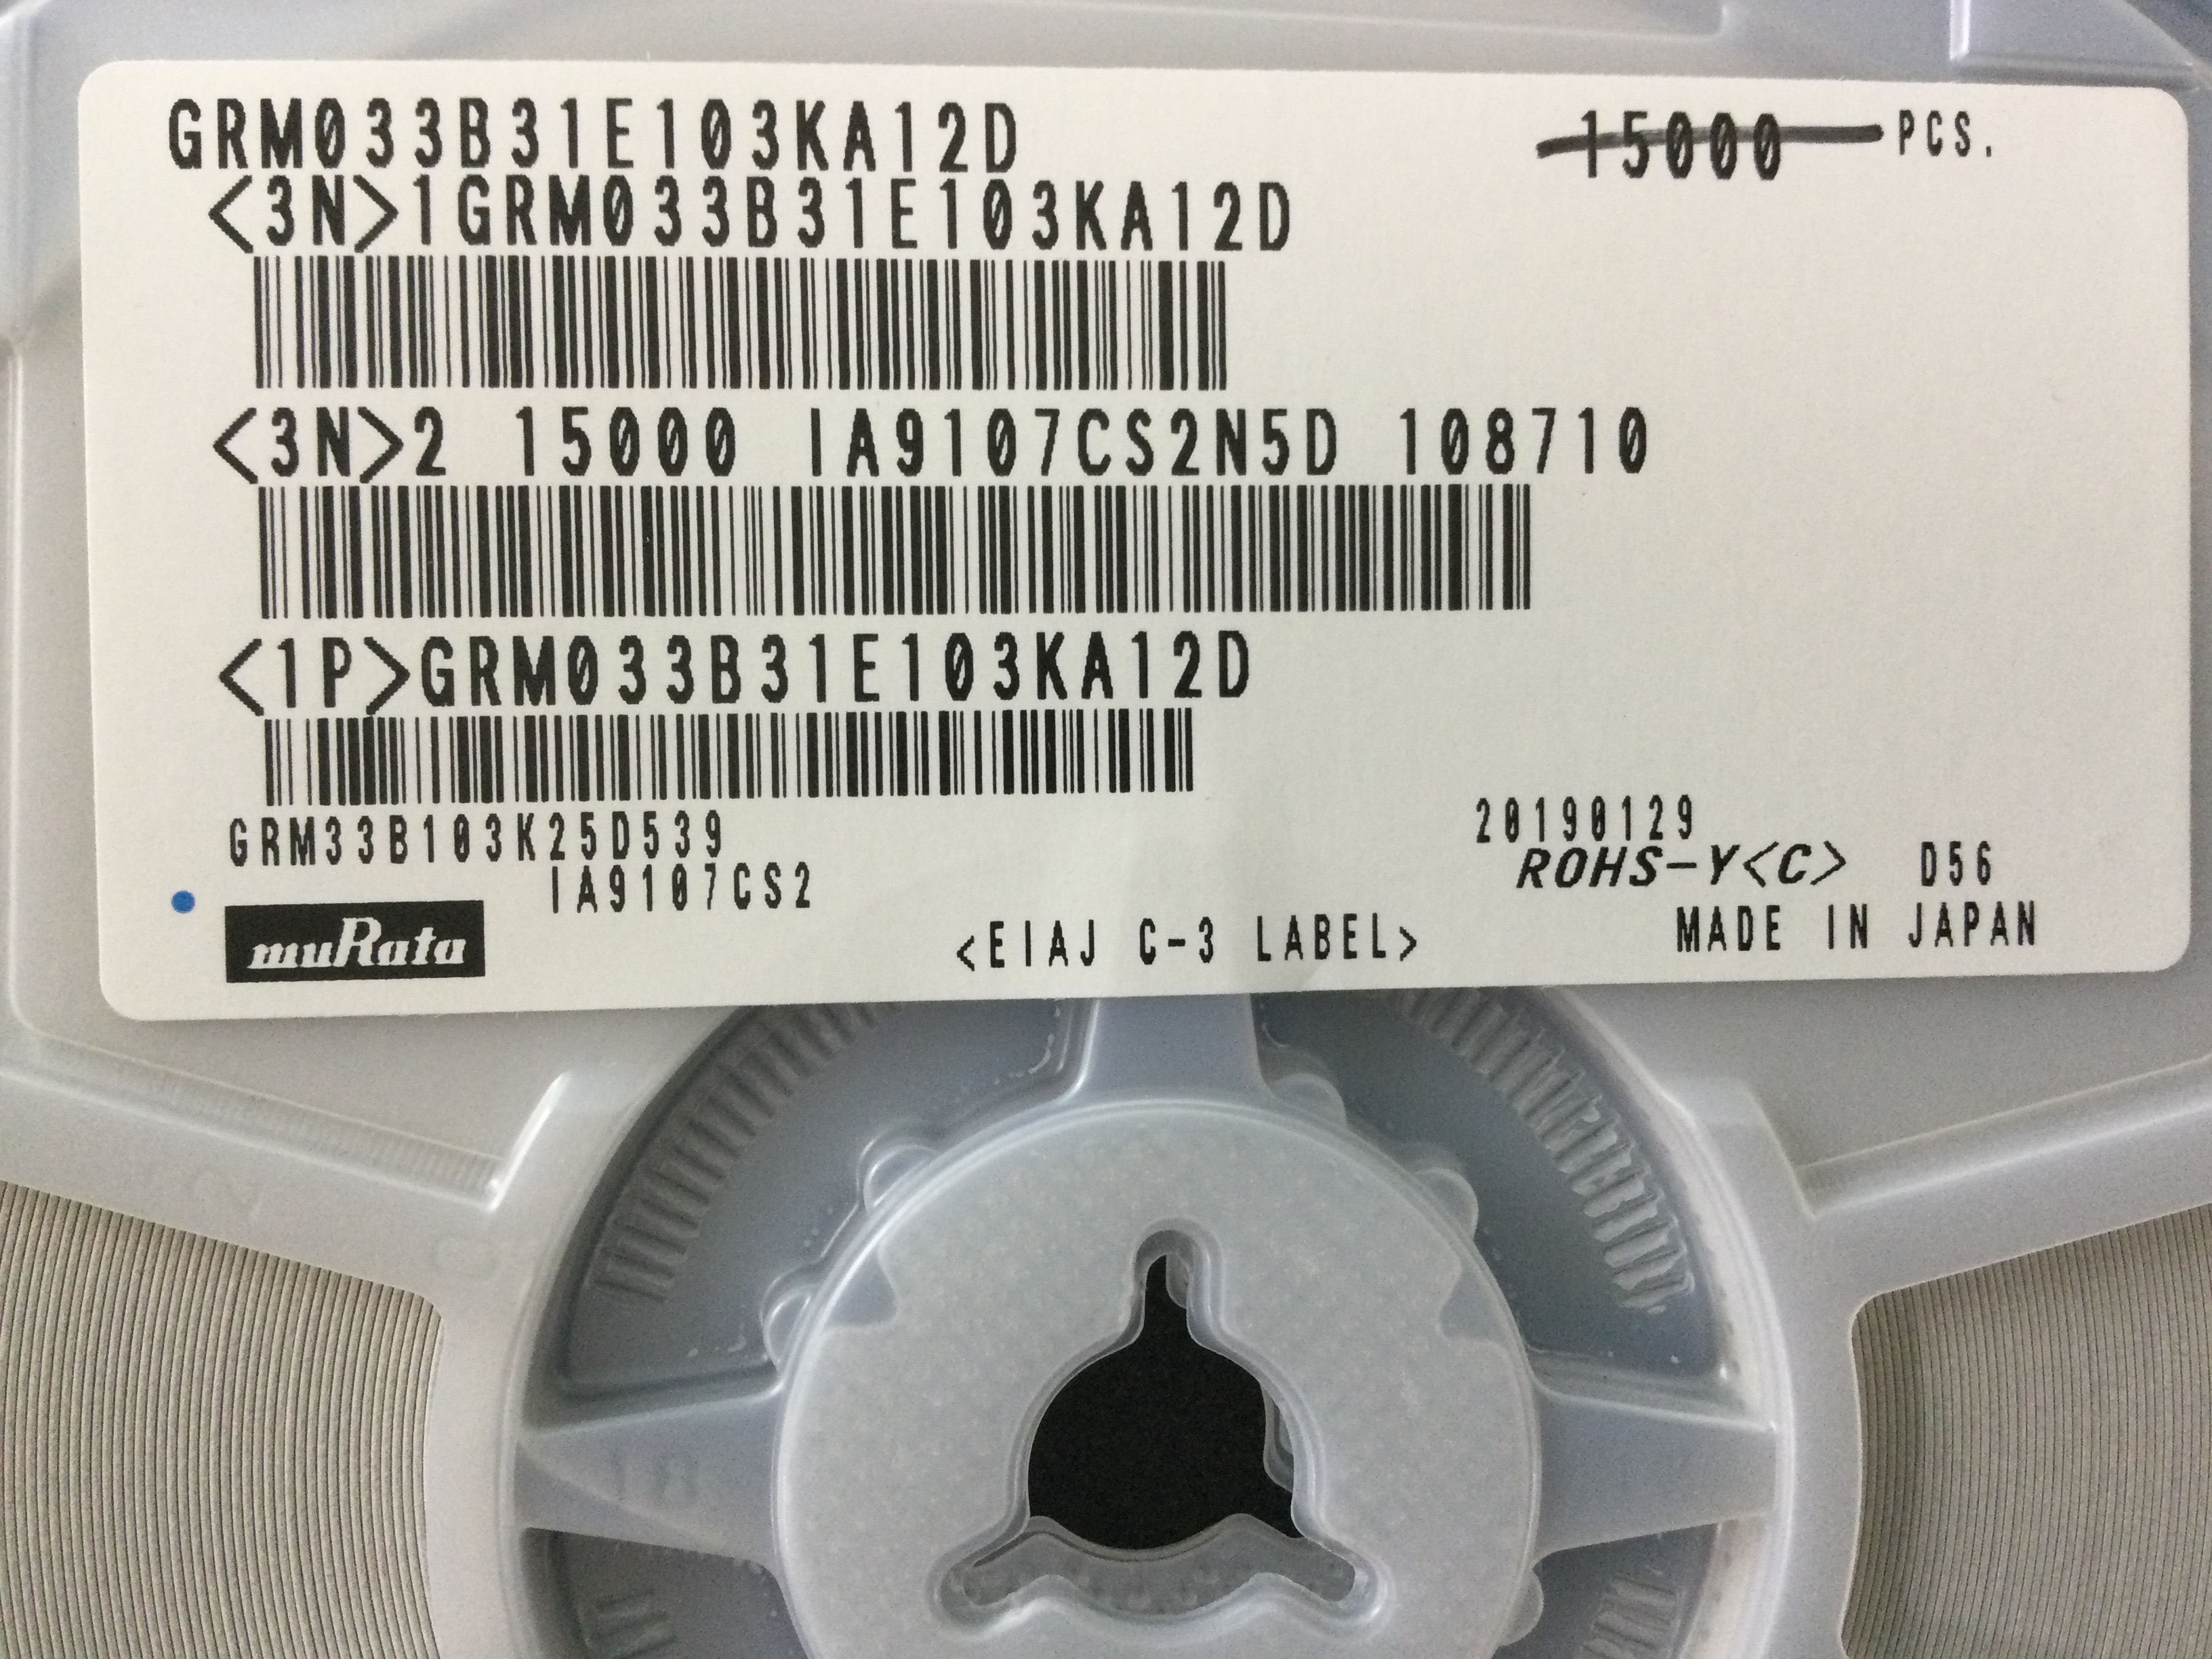 GRM033B31E103KA12D 15000 PCS.
<3N>1GRM033B31E103KA12D
<3N>2 15000 IA9107CS2N5D 108710
<1P>GRM033B31E103KA12D
GRM33B103K25D539 20190129
IA9107CS2 ROHS-Y<C> D56
muRata <EIAJ C-3 LABEL> MADE IN JAPAN